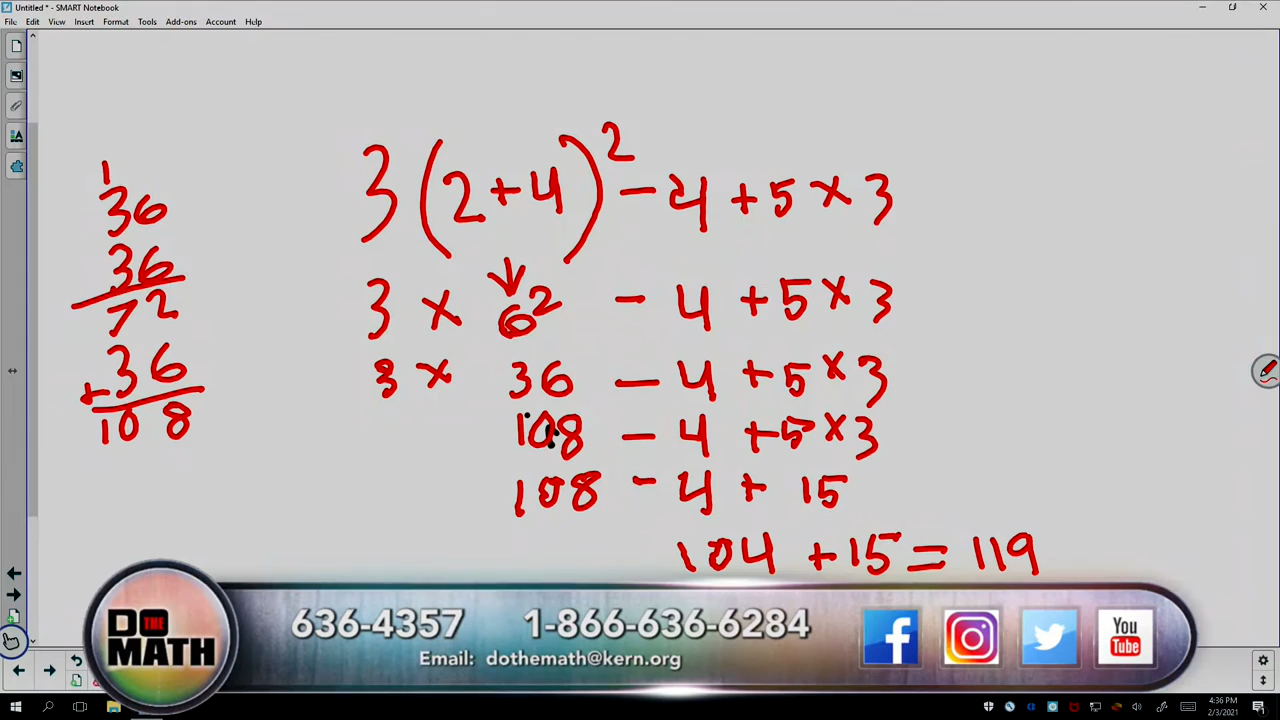 Untitled * - SMART Notebook
File Edit View Insert Format Tools Add-ons Account Help
3(2+4)² - 4 + 5 × 3
3 × 6² - 4 + 5 × 3
3 × 36 - 4 + 5 × 3
108 - 4 + 5 × 3
108 - 4 + 15
104 + 15 = 119
1
36
36
72
+36
108
DO THE MATH
636-4357 1-866-636-6284
Email: dothemath@kern.org
You Tube
4:36 PM
2/3/2021